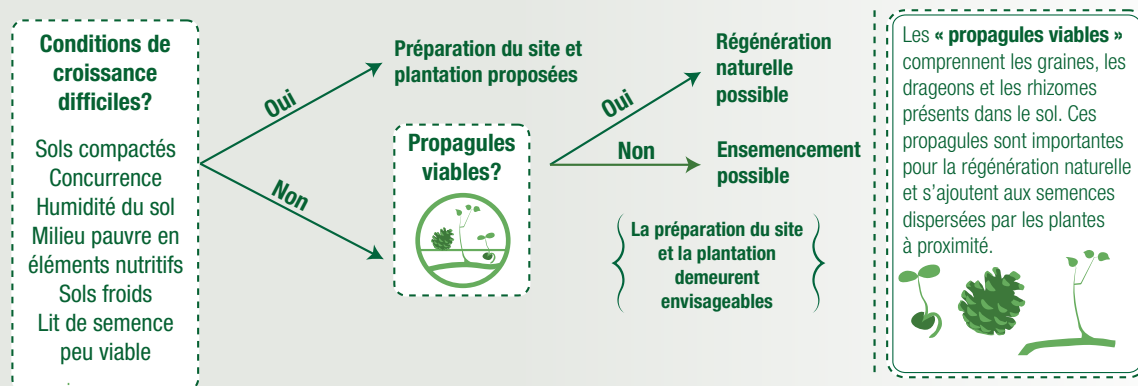 Conditions de
croissance
difficiles?
Sols compactés
Concurrence
Humidité du sol
Milieu pauvre en
éléments nutritifs
Sols froids
Lit de semence
peu viable
Oui
Non
Préparation du site et
plantation proposées
Propagules
viables?
Oui
Non
Régénération
naturelle
possible
Ensemencement
possible
La préparation du site
et la plantation
demeurent
envisageables
Les « propagules viables »
comprennent les graines, les
drageons et les rhizomes
présents dans le sol. Ces
propagules sont importantes
pour la régénération naturelle
et s’ajoutent aux semences
dispersées par les plantes
à proximité.